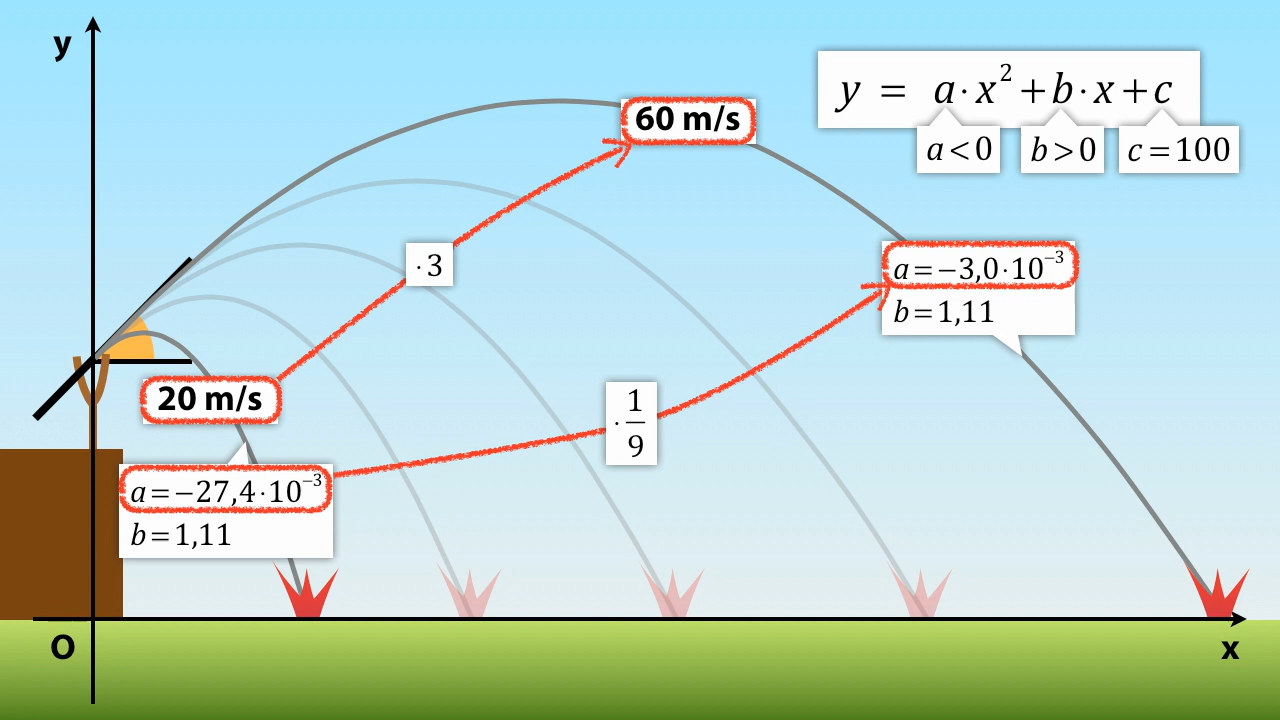 y
y = a·x²+b·x+c
a<0
b>0
c=100
60 m/s
·3
a=−3,0·10⁻³
b=1,11
20 m/s
·1/9
a=−27,4·10⁻³
b=1,11
O
x